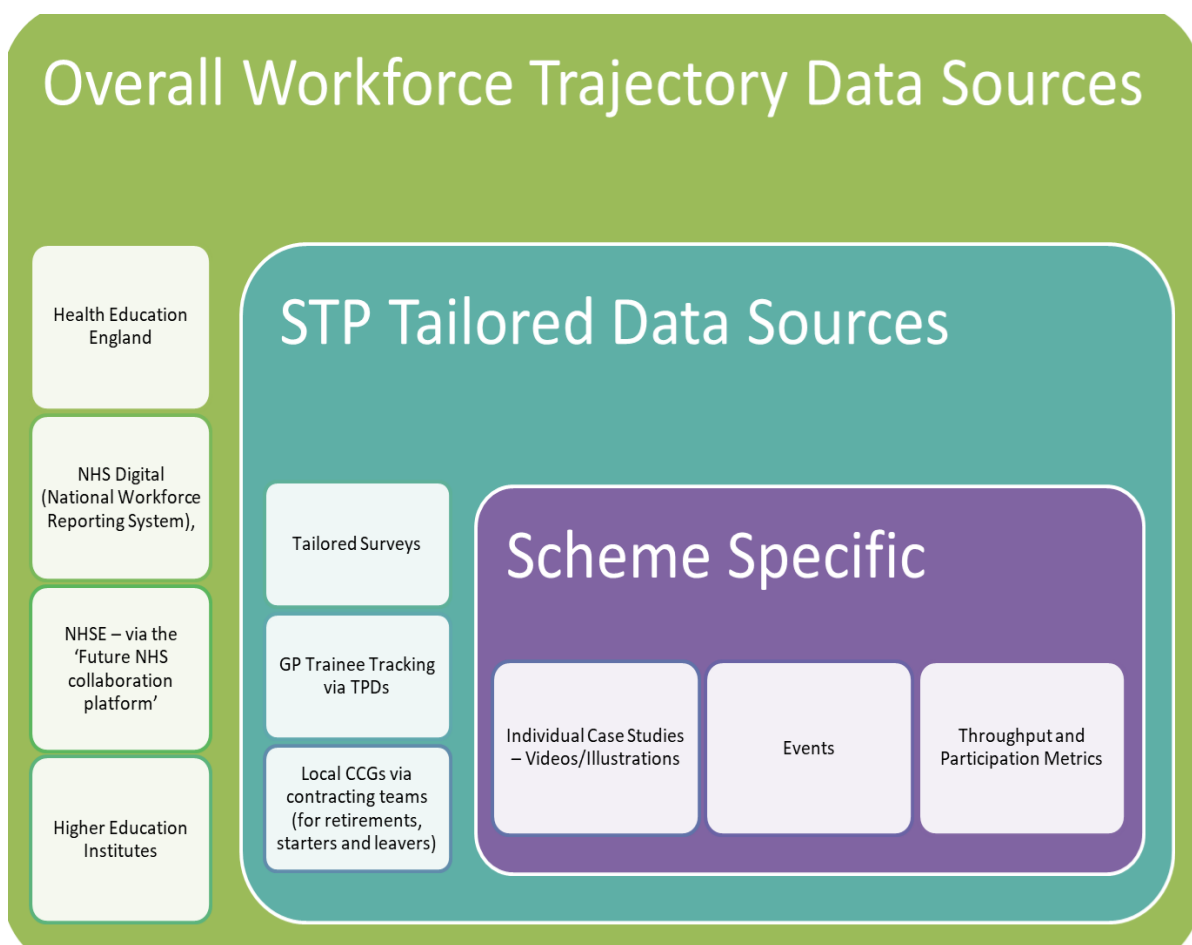 Overall Workforce Trajectory Data Sources
Health Education
England
NHS Digital
(National Workforce
Reporting System),
NHSE – via the
‘Future NHS
collaboration
platform’
Higher Education
Institutes
STP Tailored Data Sources
Tailored Surveys
GP Trainee Tracking
via TPDs
Local CCGs via
contracting teams
(for retirements,
starters and leavers)
Scheme Specific
Individual Case Studies
– Videos/Illustrations
Events
Throughput and
Participation Metrics